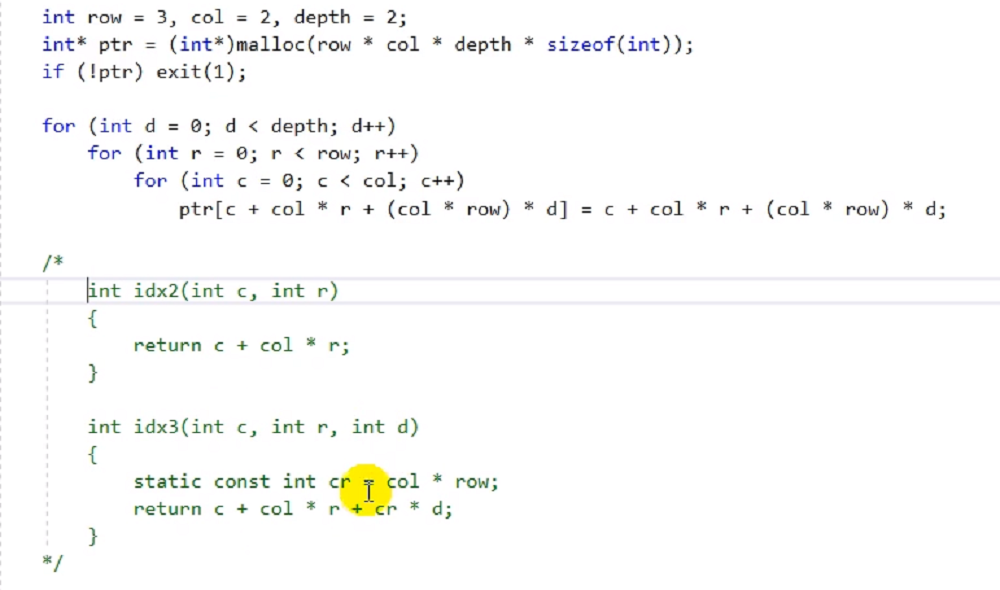 int row = 3, col = 2, depth = 2;
int* ptr = (int*)malloc(row * col * depth * sizeof(int));
if (!ptr) exit(1);
for (int d = 0; d < depth; d++)
for (int r = 0; r < row; r++)
for (int c = 0; c < col; c++)
ptr[c + col * r + (col * row) * d] = c + col * r + (col * row) * d;
/*
int idx2(int c, int r)
{
return c + col * r;
}
int idx3(int c, int r, int d)
{
static const int cr = col * row;
return c + col * r + cr * d;
}
*/